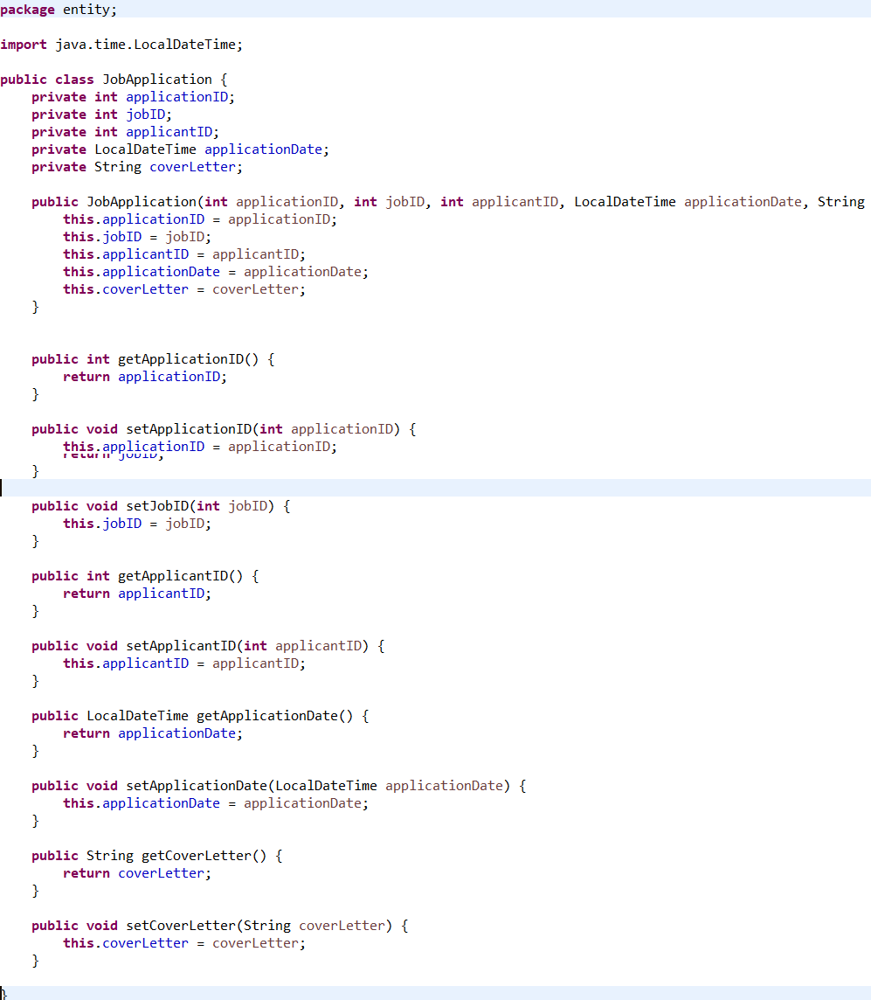 package entity;
import java.time.LocalDateTime;
public class JobApplication {
private int applicationID;
private int jobID;
private int applicantID;
private LocalDateTime applicationDate;
private String coverLetter;
public JobApplication(int applicationID, int jobID, int applicantID, LocalDateTime applicationDate, String
this.applicationID = applicationID;
this.jobID = jobID;
this.applicantID = applicantID;
this.applicationDate = applicationDate;
this.coverLetter = coverLetter;
}
public int getApplicationID() {
return applicationID;
}
public void setApplicationID(int applicationID) {
this.applicationID = applicationID;
return jobID;
}
public void setJobID(int jobID) {
this.jobID = jobID;
}
public int getApplicantID() {
return applicantID;
}
public void setApplicantID(int applicantID) {
this.applicantID = applicantID;
}
public LocalDateTime getApplicationDate() {
return applicationDate;
}
public void setApplicationDate(LocalDateTime applicationDate) {
this.applicationDate = applicationDate;
}
public String getCoverLetter() {
return coverLetter;
}
public void setCoverLetter(String coverLetter) {
this.coverLetter = coverLetter;
}
}